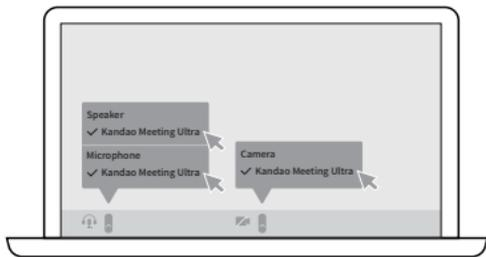 Speaker
✓ Kandao Meeting Ultra
Microphone
✓ Kandao Meeting Ultra
Camera
✓ Kandao Meeting Ultra